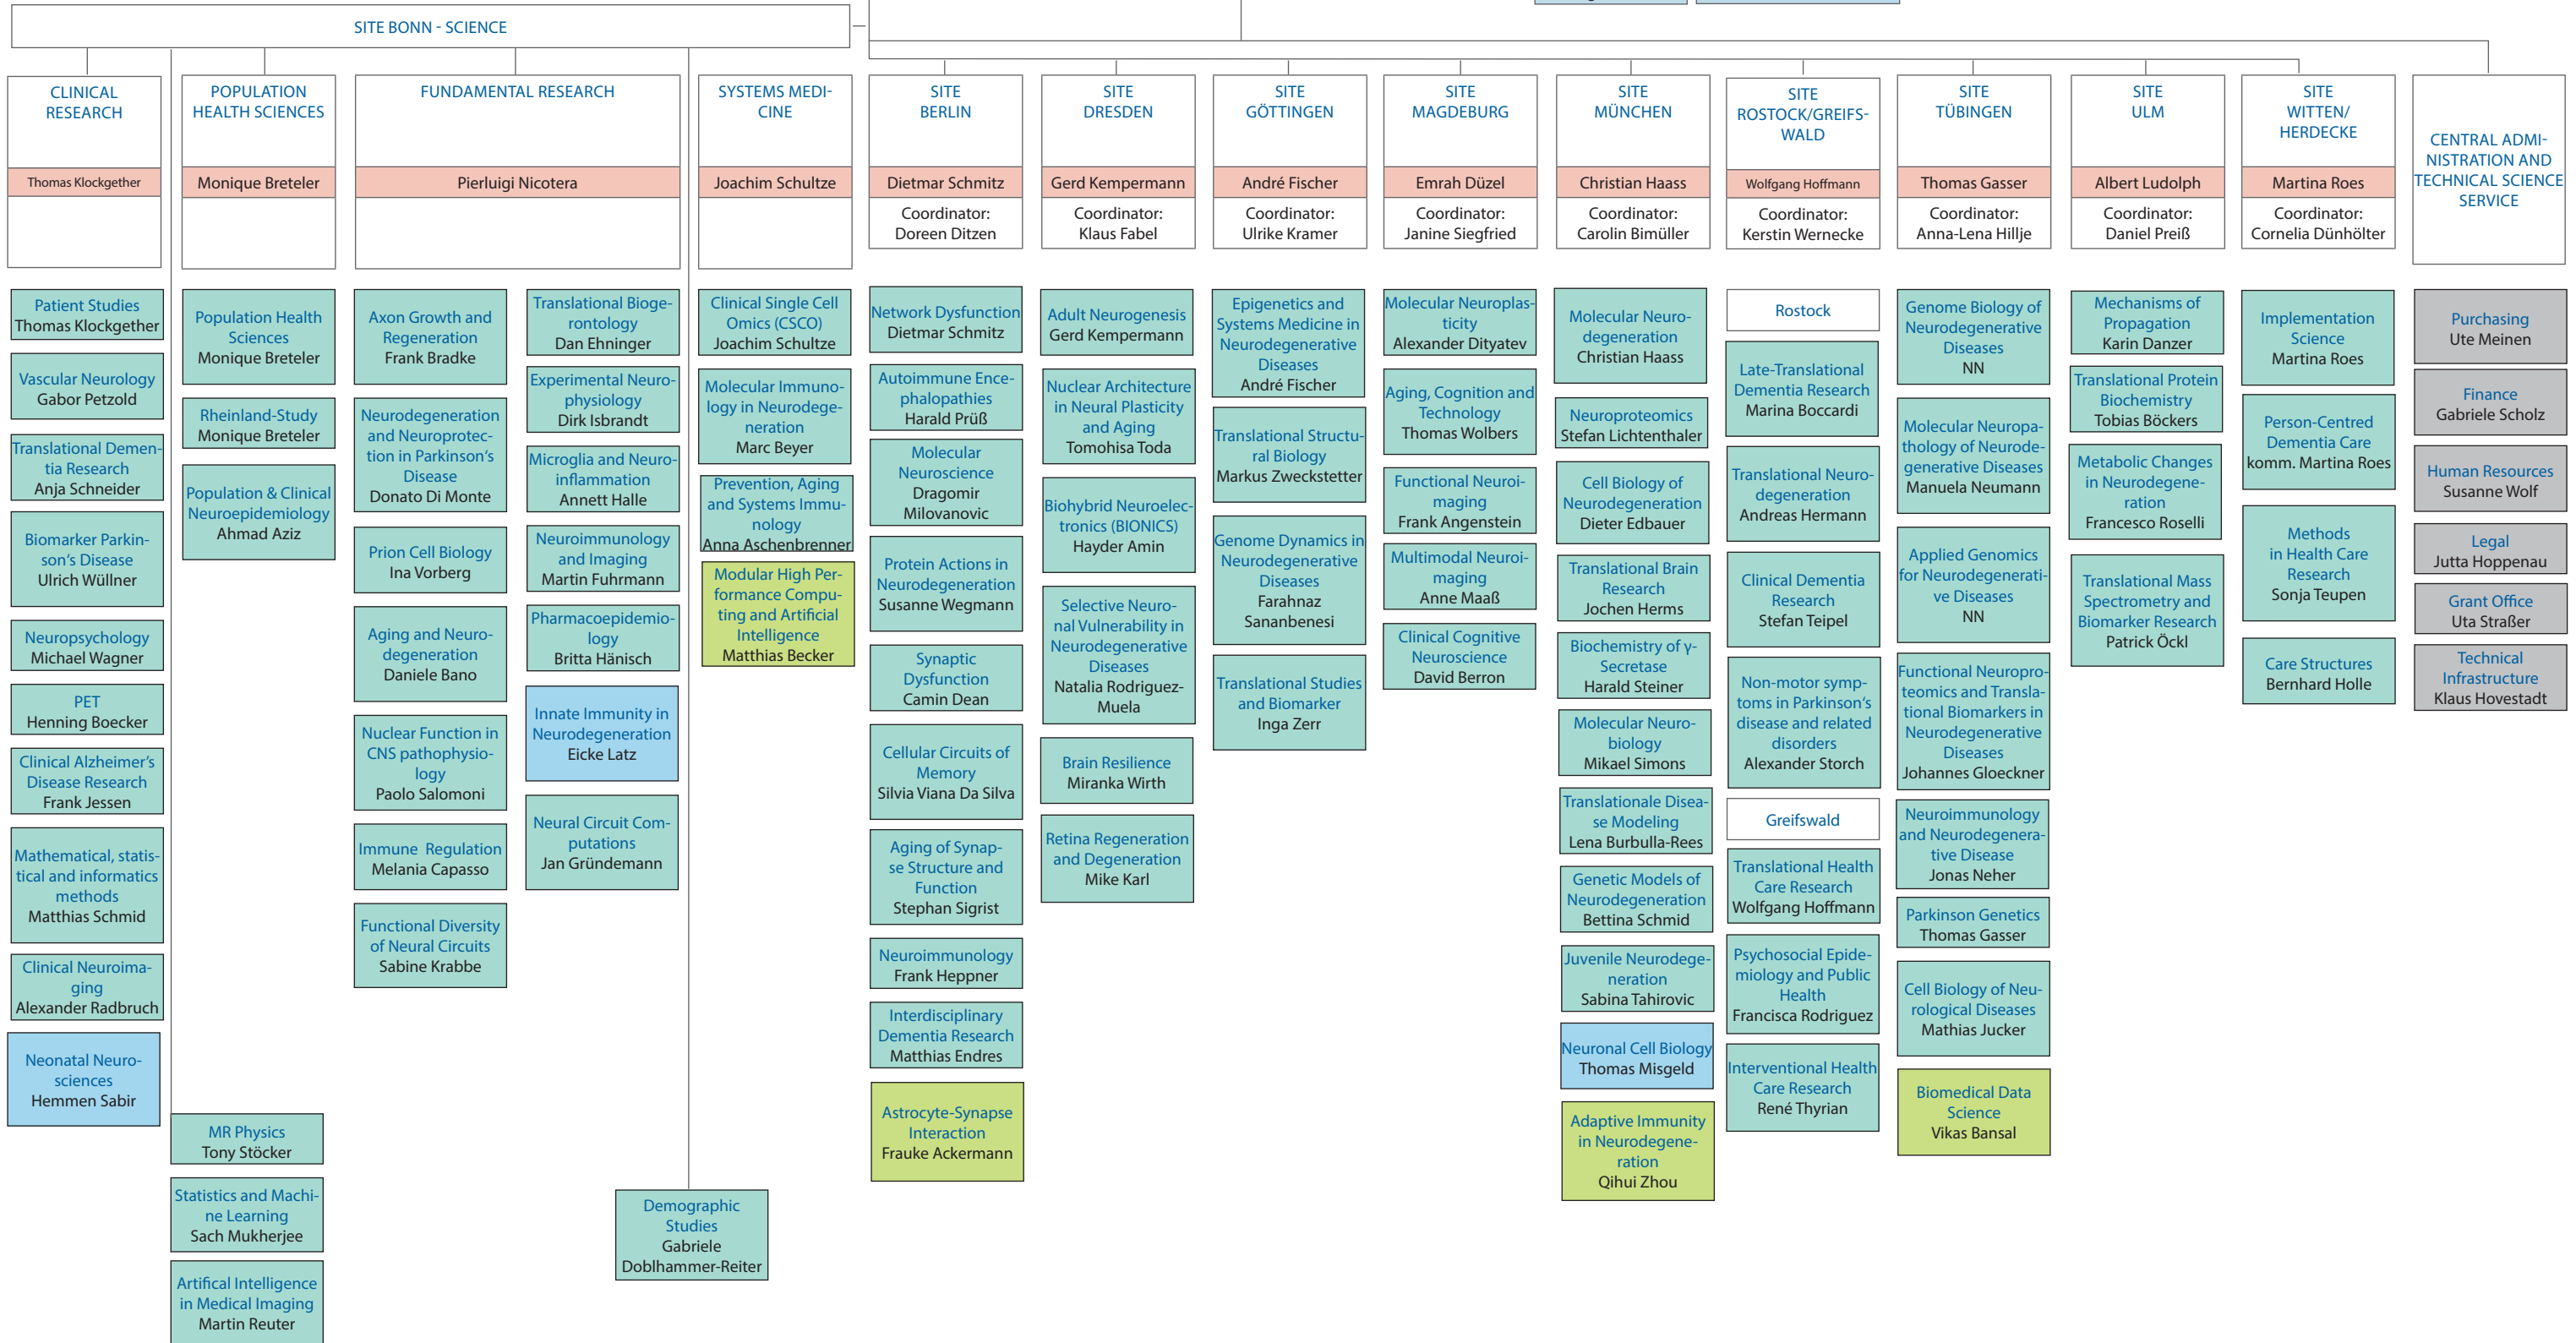 SITE BONN - SCIENCE
CLINICAL
RESEARCH
Thomas Klockgether
Patient Studies
Thomas Klockgether
Vascular Neurology
Gabor Petzold
Translational Demen-
tia Research
Anja Schneider
Biomarker Parkin-
son‘s Disease
Ulrich Wüllner
Neuropsychology
Michael Wagner
PET
Henning Boecker
Clinical Alzheimer’s
Disease Research
Frank Jessen
Mathematical, statis-
tical and informatics
methods
Matthias Schmid
Clinical Neuroima-
ging
Alexander Radbruch
Neonatal Neuro-
sciences
Hemmen Sabir
POPULATION
HEALTH SCIENCES
Monique Breteler
Population Health
Sciences
Monique Breteler
Rheinland-Study
Monique Breteler
Population & Clinical
Neuroepidemiology
Ahmad Aziz
MR Physics
Tony Stöcker
Statistics and Machi-
ne Learning
Sach Mukherjee
Artifical Intelligence
in Medical Imaging
Martin Reuter
FUNDAMENTAL RESEARCH
Pierluigi Nicotera
Axon Growth and
Regeneration
Frank Bradke
Neurodegeneration
and Neuroprotec-
tion in Parkinson‘s
Disease
Donato Di Monte
Prion Cell Biology
Ina Vorberg
Aging and Neuro-
degeneration
Daniele Bano
Nuclear Function in
CNS pathophysio-
logy
Paolo Salomoni
Immune Regulation
Melania Capasso
Functional Diversity
of Neural Circuits
Sabine Krabbe
Translational Bioge-
rontology
Dan Ehninger
Experimental Neuro-
physiology
Dirk Isbrandt
Microglia and Neuro-
inflammation
Annett Halle
Neuroimmunology
and Imaging
Martin Fuhrmann
Pharmacoepidemio-
logy
Britta Hänisch
Innate Immunity in
Neurodegeneration
Eicke Latz
Neural Circuit Com-
putations
Jan Gründemann
Demographic
Studies
Gabriele
Doblhammer-Reiter
SYSTEMS MEDI-
CINE
Joachim Schultze
Clinical Single Cell
Omics (CSCO)
Joachim Schultze
Molecular Immuno-
logy in Neurodege-
neration
Marc Beyer
Prevention, Aging
and Systems Immu-
nology
Anna Aschenbrenner
Modular High Per-
formance Compu-
ting and Artificial
Intelligence
Matthias Becker
SITE
BERLIN
Dietmar Schmitz
Coordinator:
Doreen Ditzen
Network Dysfunction
Dietmar Schmitz
Autoimmune Ence-
phalopathies
Harald Prüß
Molecular
Neuroscience
Dragomir
Milovanovic
Protein Actions in
Neurodegeneration
Susanne Wegmann
Synaptic
Dysfunction
Camin Dean
Cellular Circuits of
Memory
Silvia Viana Da Silva
Aging of Synap-
se Structure and
Function
Stephan Sigrist
Neuroimmunology
Frank Heppner
Interdisciplinary
Dementia Research
Matthias Endres
Astrocyte-Synapse
Interaction
Frauke Ackermann
SITE
DRESDEN
Gerd Kempermann
Coordinator:
Klaus Fabel
Adult Neurogenesis
Gerd Kempermann
Nuclear Architecture
in Neural Plasticity
and Aging
Tomohisa Toda
Biohybrid Neuroelec-
tronics (BIONICS)
Hayder Amin
Selective Neuro-
nal Vulnerability in
Neurodegenerative
Diseases
Natalia Rodriguez-
Muela
Brain Resilience
Miranka Wirth
Retina Regeneration
and Degeneration
Mike Karl
SITE
GÖTTINGEN
André Fischer
Coordinator:
Ulrike Kramer
Epigenetics and
Systems Medicine in
Neurodegenerative
Diseases
André Fischer
Translational Structu-
ral Biology
Markus Zweckstetter
Genome Dynamics in
Neurodegenerative
Diseases
Farahnaz
Sananbenesi
Translational Studies
and Biomarker
Inga Zerr
SITE
MAGDEBURG
Emrah Düzel
Coordinator:
Janine Siegfried
Molecular Neuroplas-
ticity
Alexander Dityatev
Aging, Cognition and
Technology
Thomas Wolbers
Functional Neuroi-
maging
Frank Angenstein
Multimodal Neuroi-
maging
Anne Maaß
Clinical Cognitive
Neuroscience
David Berron
SITE
MÜNCHEN
Christian Haass
Coordinator:
Carolin Bimüller
Molecular Neuro-
degeneration
Christian Haass
Neuroproteomics
Stefan Lichtenthaler
Cell Biology of
Neurodegeneration
Dieter Edbauer
Translational Brain
Research
Jochen Herms
Biochemistry of γ-
Secretase
Harald Steiner
Molecular Neuro-
biology
Mikael Simons
Translationale Disea-
se Modeling
Lena Burbulla-Rees
Genetic Models of
Neurodegeneration
Bettina Schmid
Juvenile Neurodege-
neration
Sabina Tahirovic
Neuronal Cell Biology
Thomas Misgeld
Adaptive Immunity
in Neurodegene-
ration
Qihui Zhou
SITE
ROSTOCK/GREIFS-
WALD
Wolfgang Hoffmann
Coordinator:
Kerstin Wernecke
Rostock
Late-Translational
Dementia Research
Marina Boccardi
Translational Neuro-
degeneration
Andreas Hermann
Clinical Dementia
Research
Stefan Teipel
Non-motor symp-
toms in Parkinson‘s
disease and related
disorders
Alexander Storch
Greifswald
Translational Health
Care Research
Wolfgang Hoffmann
Psychosocial Epide-
miology and Public
Health
Francisca Rodriguez
Interventional Health
Care Research
René Thyrian
SITE
TÜBINGEN
Thomas Gasser
Coordinator:
Anna-Lena Hillje
Genome Biology of
Neurodegenerative
Diseases
NN
Molecular Neuropa-
thology of Neurode-
generative Diseases
Manuela Neumann
Applied Genomics
for Neurodegenerati-
ve Diseases
NN
Functional Neuropro-
teomics and Transla-
tional Biomarkers in
Neurodegenerative
Diseases
Johannes Gloeckner
Neuroimmunology
and Neurodegenera-
tive Disease
Jonas Neher
Parkinson Genetics
Thomas Gasser
Cell Biology of Neu-
rological Diseases
Mathias Jucker
Biomedical Data
Science
Vikas Bansal
SITE
ULM
Albert Ludolph
Coordinator:
Daniel Preiß
Mechanisms of
Propagation
Karin Danzer
Translational Protein
Biochemistry
Tobias Böckers
Metabolic Changes
in Neurodegene-
ration
Francesco Roselli
Translational Mass
Spectrometry and
Biomarker Research
Patrick Öckl
SITE
WITTEN/
HERDECKE
Martina Roes
Coordinator:
Cornelia Dünhölter
Implementation
Science
Martina Roes
Person-Centred
Dementia Care
komm. Martina Roes
Methods
in Health Care
Research
Sonja Teupen
Care Structures
Bernhard Holle
CENTRAL ADMI-
NISTRATION AND
TECHNICAL SCIENCE
SERVICE
Purchasing
Ute Meinen
Finance
Gabriele Scholz
Human Resources
Susanne Wolf
Legal
Jutta Hoppenau
Grant Office
Uta Straßer
Technical
Infrastructure
Klaus Hovestadt